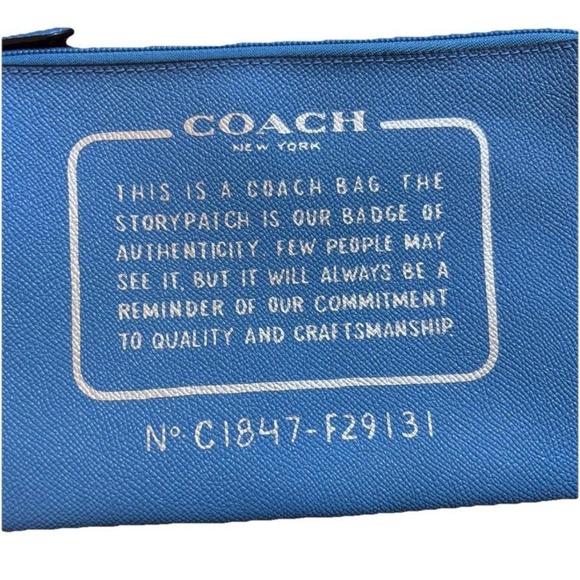 COACH
NEW YORK
THIS IS A COACH BAG. THE
STORYPATCH IS OUR BADGE OF
AUTHENTICITY. FEW PEOPLE MAY
SEE IT, BUT IT WILL ALWAYS BE A
REMINDER OF OUR COMMITMENT
TO QUALITY AND CRAFTSMANSHIP.
Nº C1847-F29131